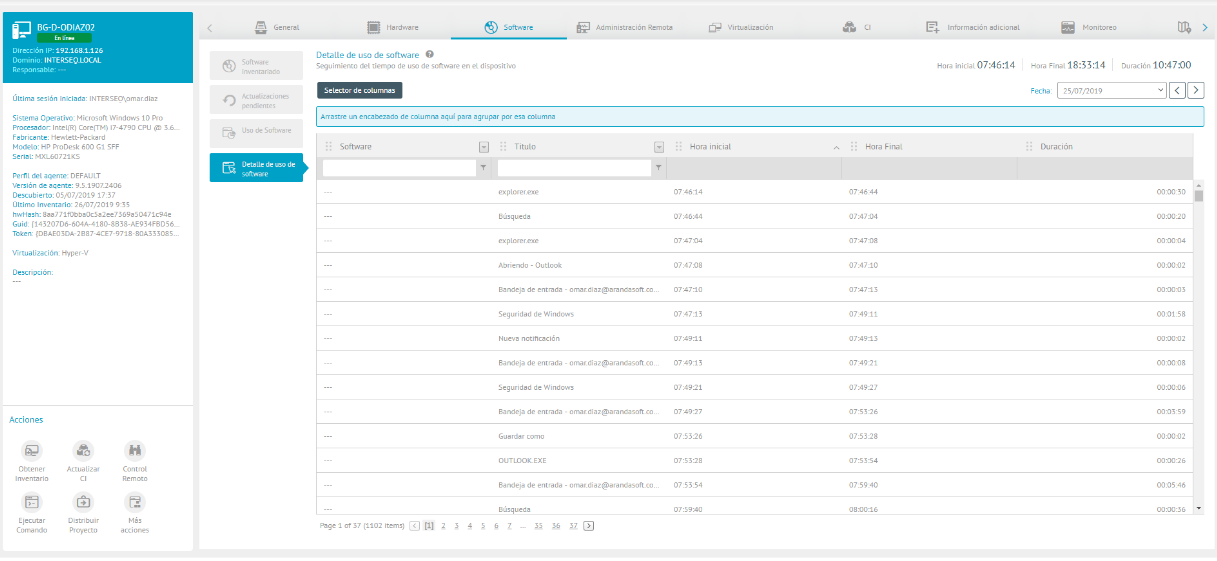 BG-D-ODIAZ02
En línea
Dirección IP: 192.168.1.126
Dominio: INTERSEQ.LOCAL
Responsable: ---
Última sesión iniciada: INTERSEQ\omar.diaz
Sistema Operativo: Microsoft Windows 10 Pro
Procesador: Intel(R) Core(TM) i7-4790 CPU @ 3.6...
Fabricante: Hewlett-Packard
Modelo: HP ProDesk 600 G1 SFF
Serial: MXL60721KS
Perfil del agente: DEFAULT
Versión de agente: 9.5.1907.2406
Descubierto: 05/07/2019 17:37
Último Inventario: 26/07/2019 9:35
hwHash: 8aa771f0bba0c5a2ee7369a50471c94e
Guid: {143207D6-604A-4180-8B38-AE934FBD56...
Token: {DBAE03DA-2B87-4CE7-971B-80A333085...
Virtualización: Hyper-V
Descripción:
---
Acciones
Obtener Inventario
Actualizar CI
Control Remoto
Ejecutar Comando
Distribuir Proyecto
Más acciones
General
Hardware
Software
Administración Remota
Virtualización
CI
Información adicional
Monitoreo
Software Inventariado
Actualizaciones pendientes
Uso de Software
Detalle de uso de software
Detalle de uso de software
Seguimiento del tiempo de uso de software en el dispositivo
Hora inicial 07:46:14 Hora Final 18:33:14 Duración 10:47:00
Selector de columnas
Fecha: 25/07/2019
Arrastre un encabezado de columna aquí para agrupar por esa columna
Software Título Hora inicial Hora Final Duración
--- explorer.exe 07:46:14 07:46:44 00:00:30
--- Búsqueda 07:46:44 07:47:04 00:00:20
--- explorer.exe 07:47:04 07:47:08 00:00:04
--- Abriendo - Outlook 07:47:08 07:47:10 00:00:02
--- Bandeja de entrada - omar.diaz@arandasoft.co... 07:47:10 07:47:13 00:00:03
--- Seguridad de Windows 07:47:13 07:49:11 00:01:58
--- Nueva notificación 07:49:11 07:49:13 00:00:02
--- Bandeja de entrada - omar.diaz@arandasoft.co... 07:49:13 07:49:21 00:00:08
--- Seguridad de Windows 07:49:21 07:49:27 00:00:06
--- Bandeja de entrada - omar.diaz@arandasoft.co... 07:49:27 07:53:26 00:03:59
--- Guardar como 07:53:26 07:53:28 00:00:02
--- OUTLOOK.EXE 07:53:28 07:53:54 00:00:26
--- Bandeja de entrada - omar.diaz@arandasoft.co... 07:53:54 07:59:40 00:05:46
--- Búsqueda 07:59:40 08:00:16 00:00:36
Page 1 of 37 (1102 items) [1] 2 3 4 5 6 7 ... 35 36 37